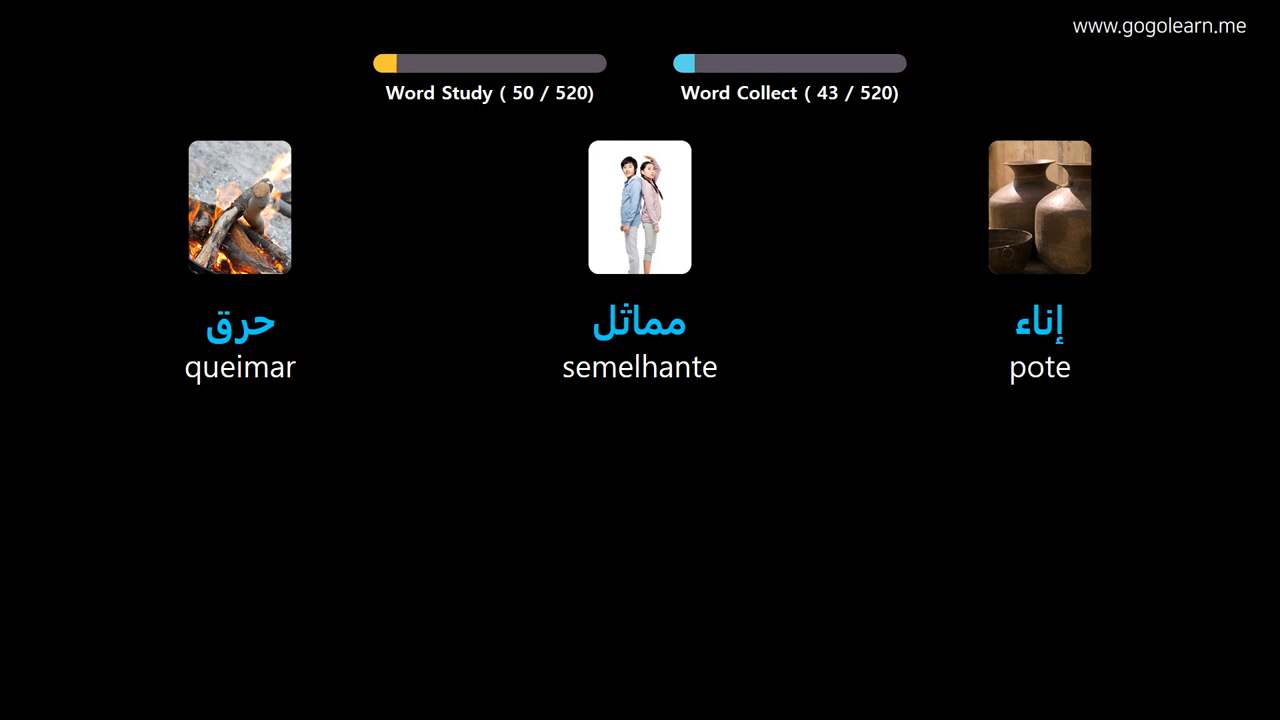 www.gogolearn.me
Word Study ( 50 / 520)
Word Collect ( 43 / 520)
حرق
queimar
مماثل
semelhante
إناء
pote